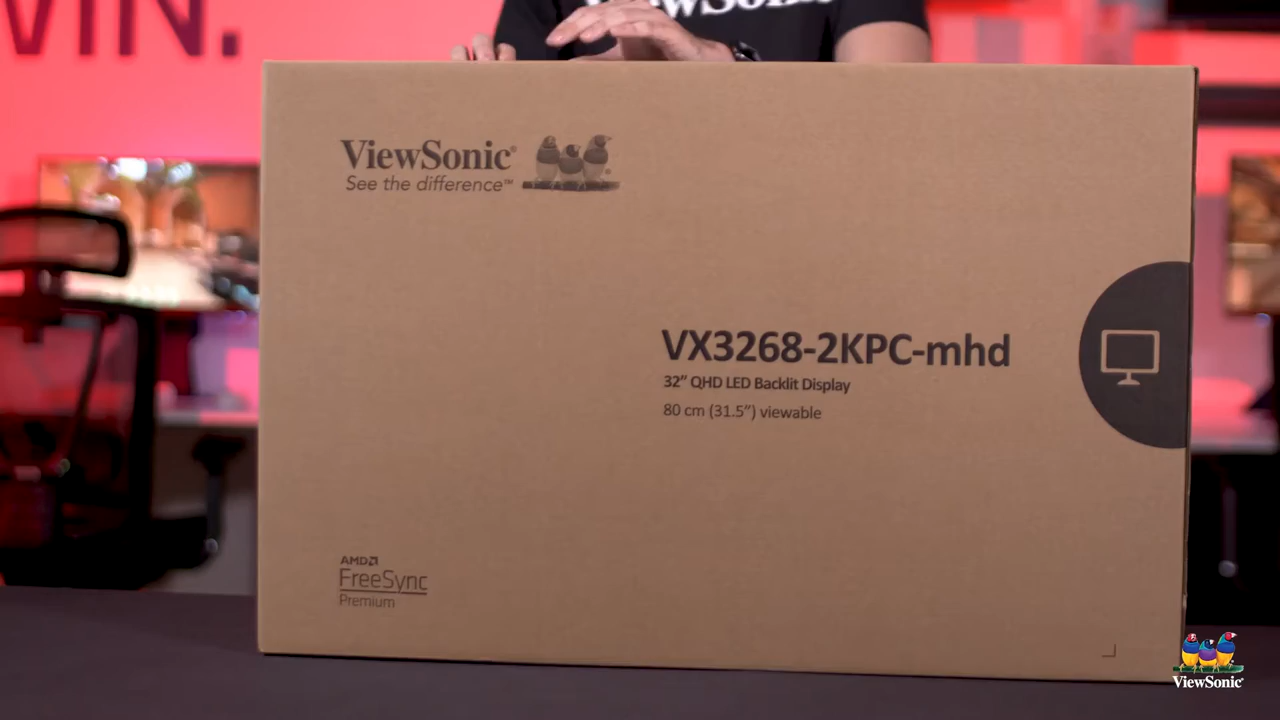 WIN.
ViewSonic
ViewSonic®
See the difference™
VX3268-2KPC-mhd
32" QHD LED Backlit Display
80 cm (31.5") viewable
AMD
FreeSync
Premium
ViewSonic®